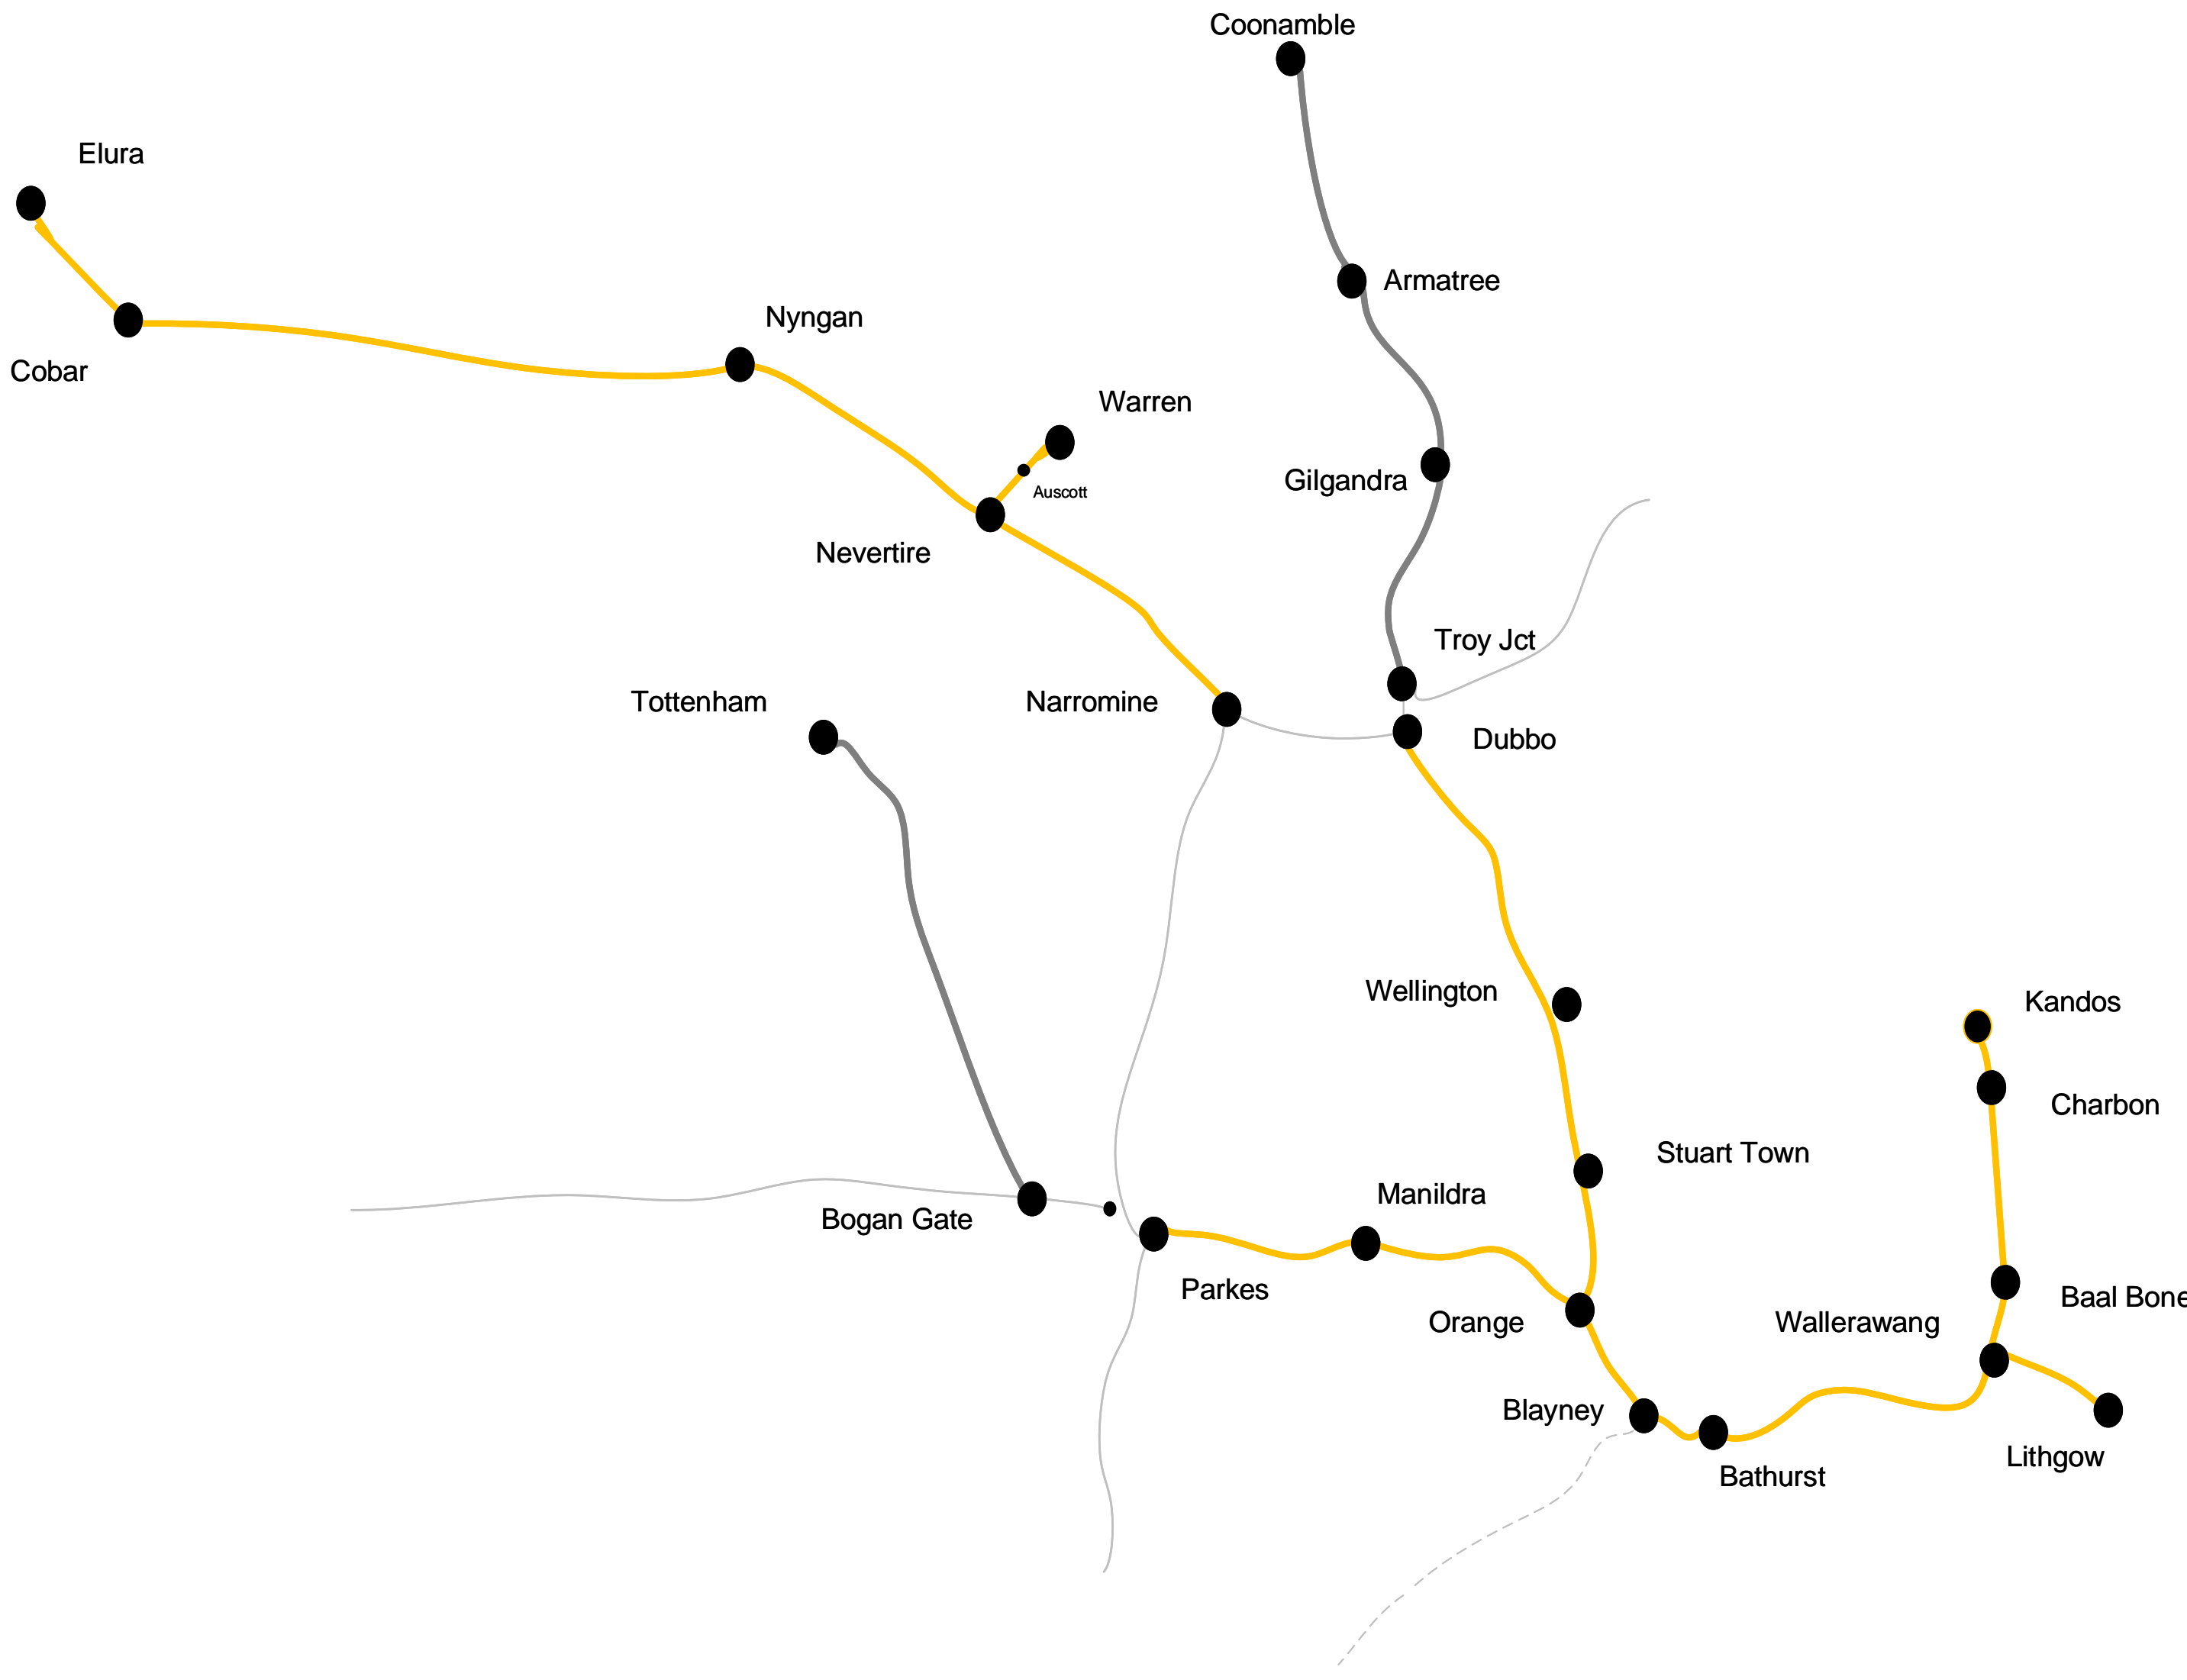 Coonamble
Elura
Armatree
Nyngan
Cobar
Warren
Gilgandra
Auscott
Nevertire
Troy Jct
Tottenham
Narromine
Dubbo
Wellington
Kandos
Charbon
Stuart Town
Manildra
Bogan Gate
Parkes
Baal Bone
Orange
Wallerawang
Blayney
Lithgow
Bathurst